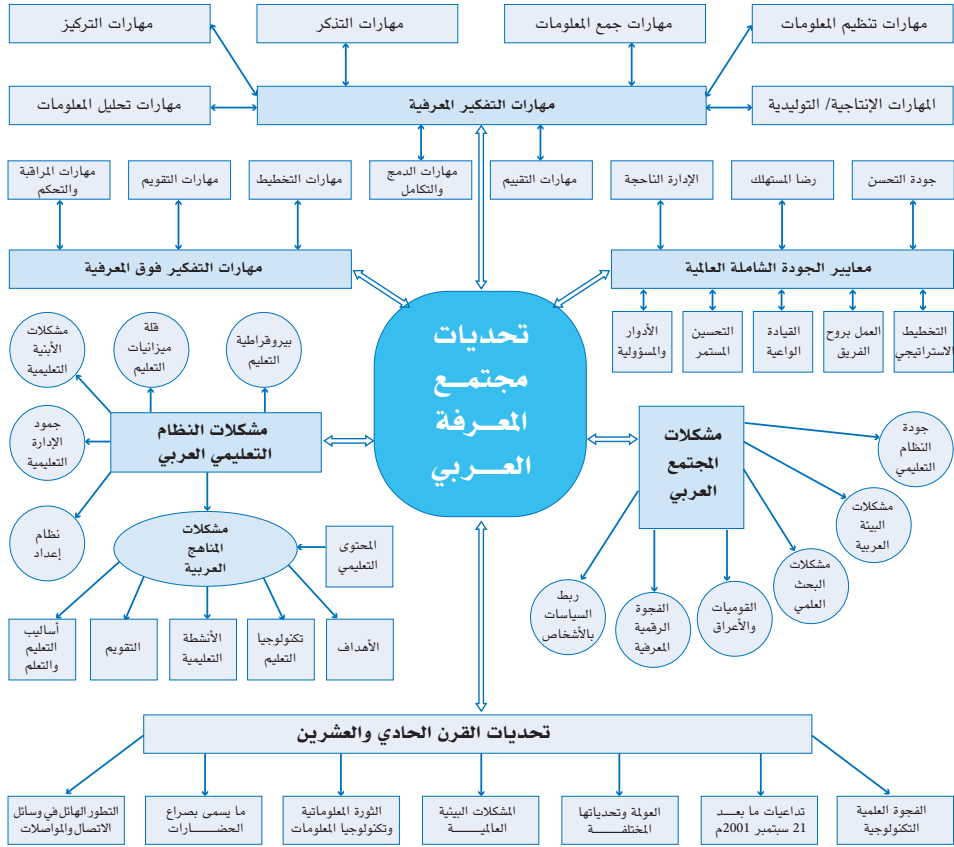 مهارات تنظيم المعلومات
مهارات جمع المعلومات
مهارات التذكر
مهارات التركيز
المهارات الإنتاجية/ التوليدية
مهارات التفكير المعرفية
مهارات تحليل المعلومات
جودة التحسن
رضا المستهلك
الإدارة الناحجة
مهارات التقييم
مهارات الدمج
والتكامل
مهارات التخطيط
مهارات التقويم
مهارات المراقبة
والتحكم
معايير الجودة الشاملة العالمية
مهارات التفكير فوق المعرفية
التخطيط
الاستراتيجي
العمل بروح
الفريق
القيادة
الواعية
التحسين
المستمر
الأدوار
والمسؤولية
تحديات
مجتمــع
المعـرفة
العـــربي
بيروقراطية
التعليم
قلة
ميزانيات
التعليم
مشكلات
الأبنية
التعليمية
مشكلات
المجتمع
العربي
جودة
النظام
التعليمي
مشكلات
البيئة
العربية
مشكلات
البحث
العلمي
القوميات
والأعراق
الفجوة
الرقمية
المعرفية
ربط
السياسات
بالأشخاص
مشكلات النظام
التعليمي العربي
جمود
الإدارة
التعليمية
نظام
إعداد
مشكلات
المناهج
العربية
المحتوى
التعليمي
الأهداف
تكنولوجيا
التعليم
الأنشطة
التعليمية
التقويم
أساليب
التعليم
والتعلم
تحديات القرن الحادي والعشرين
الفجوة العلمية
التكنولوجية
تداعيات ما بعــد
21 سبتمبر 2001م
العولمة وتحدياتها
المختلفـــــة
المشكلات البيئية
العالميـــــة
الثورة المعلوماتية
وتكنولوجيا المعلومات
ما يسمى بصراع
الحضـــــارات
التطور الهائل في وسائل
الاتصال والمواصلات